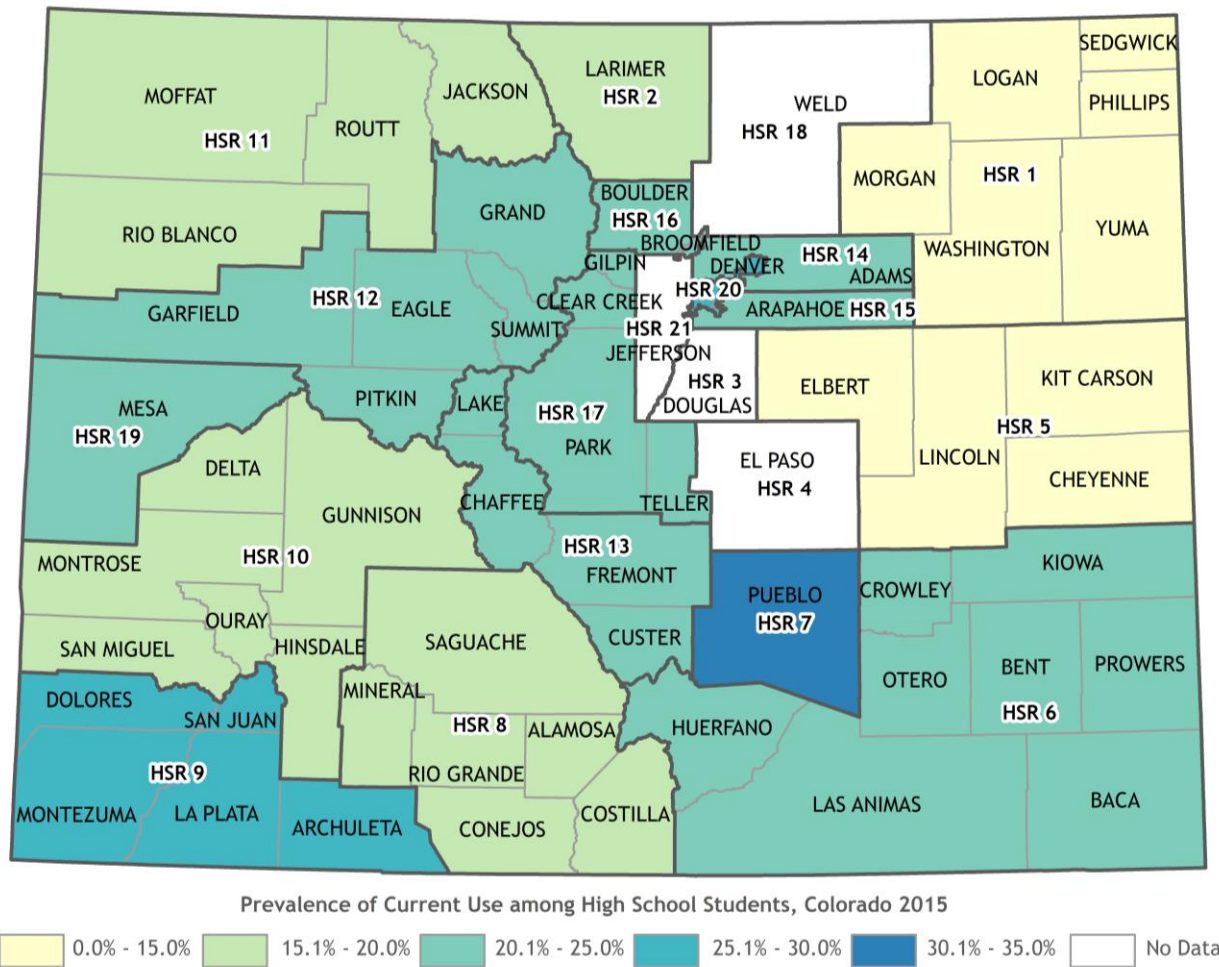 SEDGWICK
LARIMER
LOGAN
MOFFAT
JACKSON
HSR 2
WELD
PHILLIPS
ROUTT
HSR 18
HSR 11
MORGAN
HSR 1
BOULDER
GRAND
HSR 16
YUMA
RIO BLANCO
BROOMFIELD
WASHINGTON
GILPIN
HSR 14
DENVER
ADAMS
HSR 12
HSR 20
GARFIELD
EAGLE
CLEAR CREEK
ARAPAHOE
HSR 15
SUMMIT
HSR 21
JEFFERSON
HSR 3
KIT CARSON
ELBERT
PITKIN
LAKE
DOUGLAS
MESA
HSR 17
HSR 5
HSR 19
PARK
LINCOLN
EL PASO
DELTA
HSR 4
CHEYENNE
CHAFFEE
TELLER
GUNNISON
HSR 13
HSR 10
MONTROSE
KIOWA
FREMONT
CROWLEY
PUEBLO
OURAY
HSR 7
CUSTER
SAGUACHE
SAN MIGUEL
HINSDALE
BENT
PROWERS
OTERO
MINERAL
DOLORES
HSR 6
SAN JUAN
HSR 8
ALAMOSA
HUERFANO
HSR 9
RIO GRANDE
LAS ANIMAS
BACA
MONTEZUMA
LA PLATA
COSTILLA
ARCHULETA
CONEJOS
Prevalence of Current Use among High School Students, Colorado 2015
0.0% - 15.0%
15.1% - 20.0%
20.1% - 25.0%
25.1% - 30.0%
30.1% - 35.0%
No Data